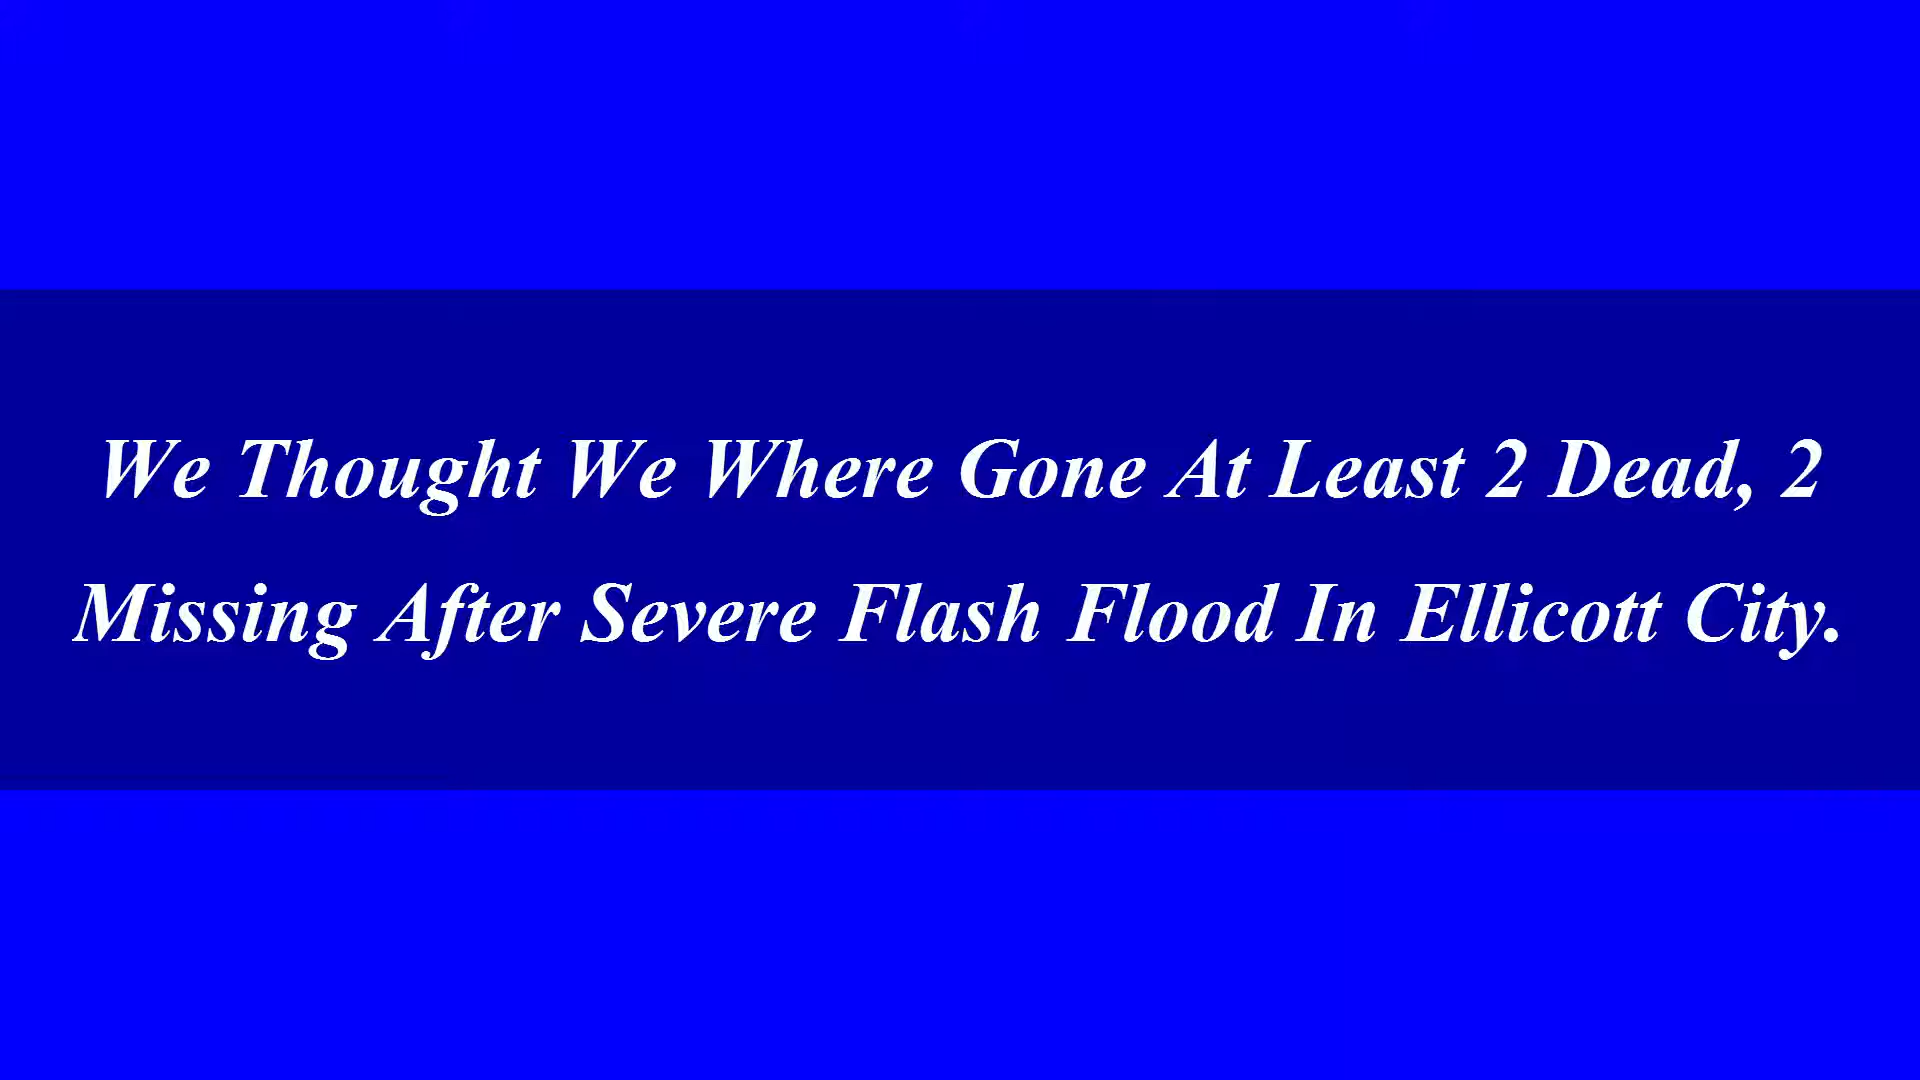 We Thought We Where Gone At Least 2 Dead, 2
Missing After Severe Flash Flood In Ellicott City.